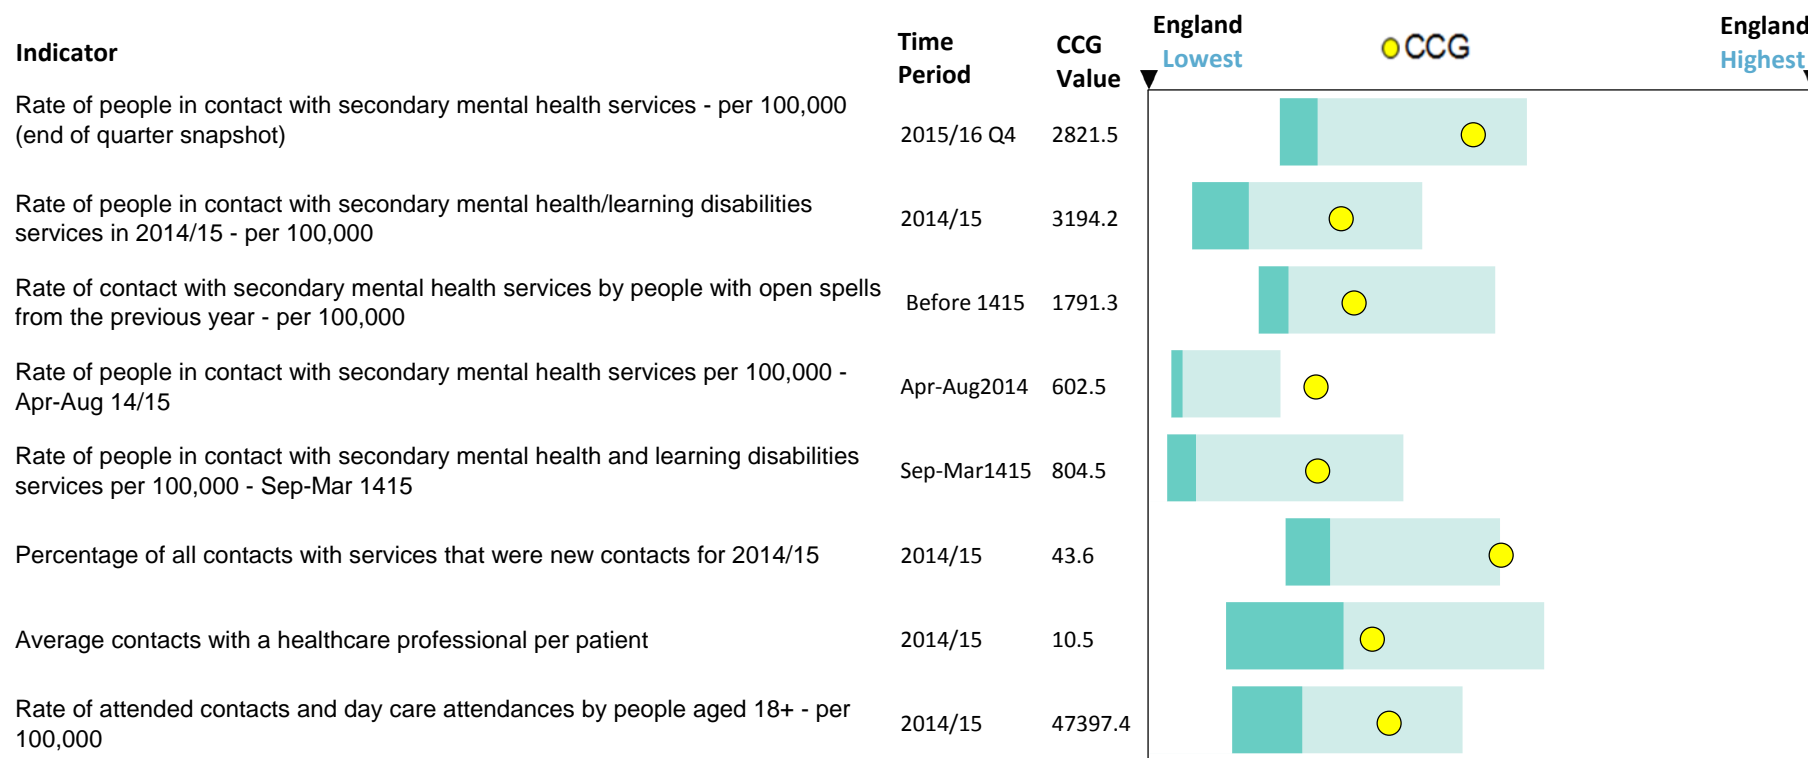 England England
Time CCG CCG
Indicator
Period Value Lowest Highest
Rate of people in contact with secondary mental health services - per 100,000
(end of quarter snapshot) 2015/16 Q4 2821.5
Rate of people in contact with secondary mental health/learning disabilities
services in 2014/15 - per 100,000 2014/15 3194.2
Rate of contact with secondary mental health services by people with open spells
from the previous year - per 100,000 Before 1415 1791.3
Rate of people in contact with secondary mental health services per 100,000 -
Apr-Aug 14/15 Apr-Aug2014 602.5
Rate of people in contact with secondary mental health and learning disabilities
services per 100,000 - Sep-Mar 1415 Sep-Mar1415 804.5
Percentage of all contacts with services that were new contacts for 2014/15 2014/15 43.6
Average contacts with a healthcare professional per patient 2014/15 10.5
Rate of attended contacts and day care attendances by people aged 18+ - per
100,000 2014/15 47397.4